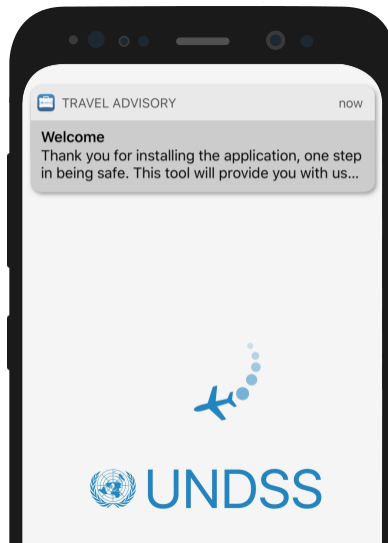 TRAVEL ADVISORY now
Welcome
Thank you for installing the application, one step
in being safe. This tool will provide you with us...
UNDSS